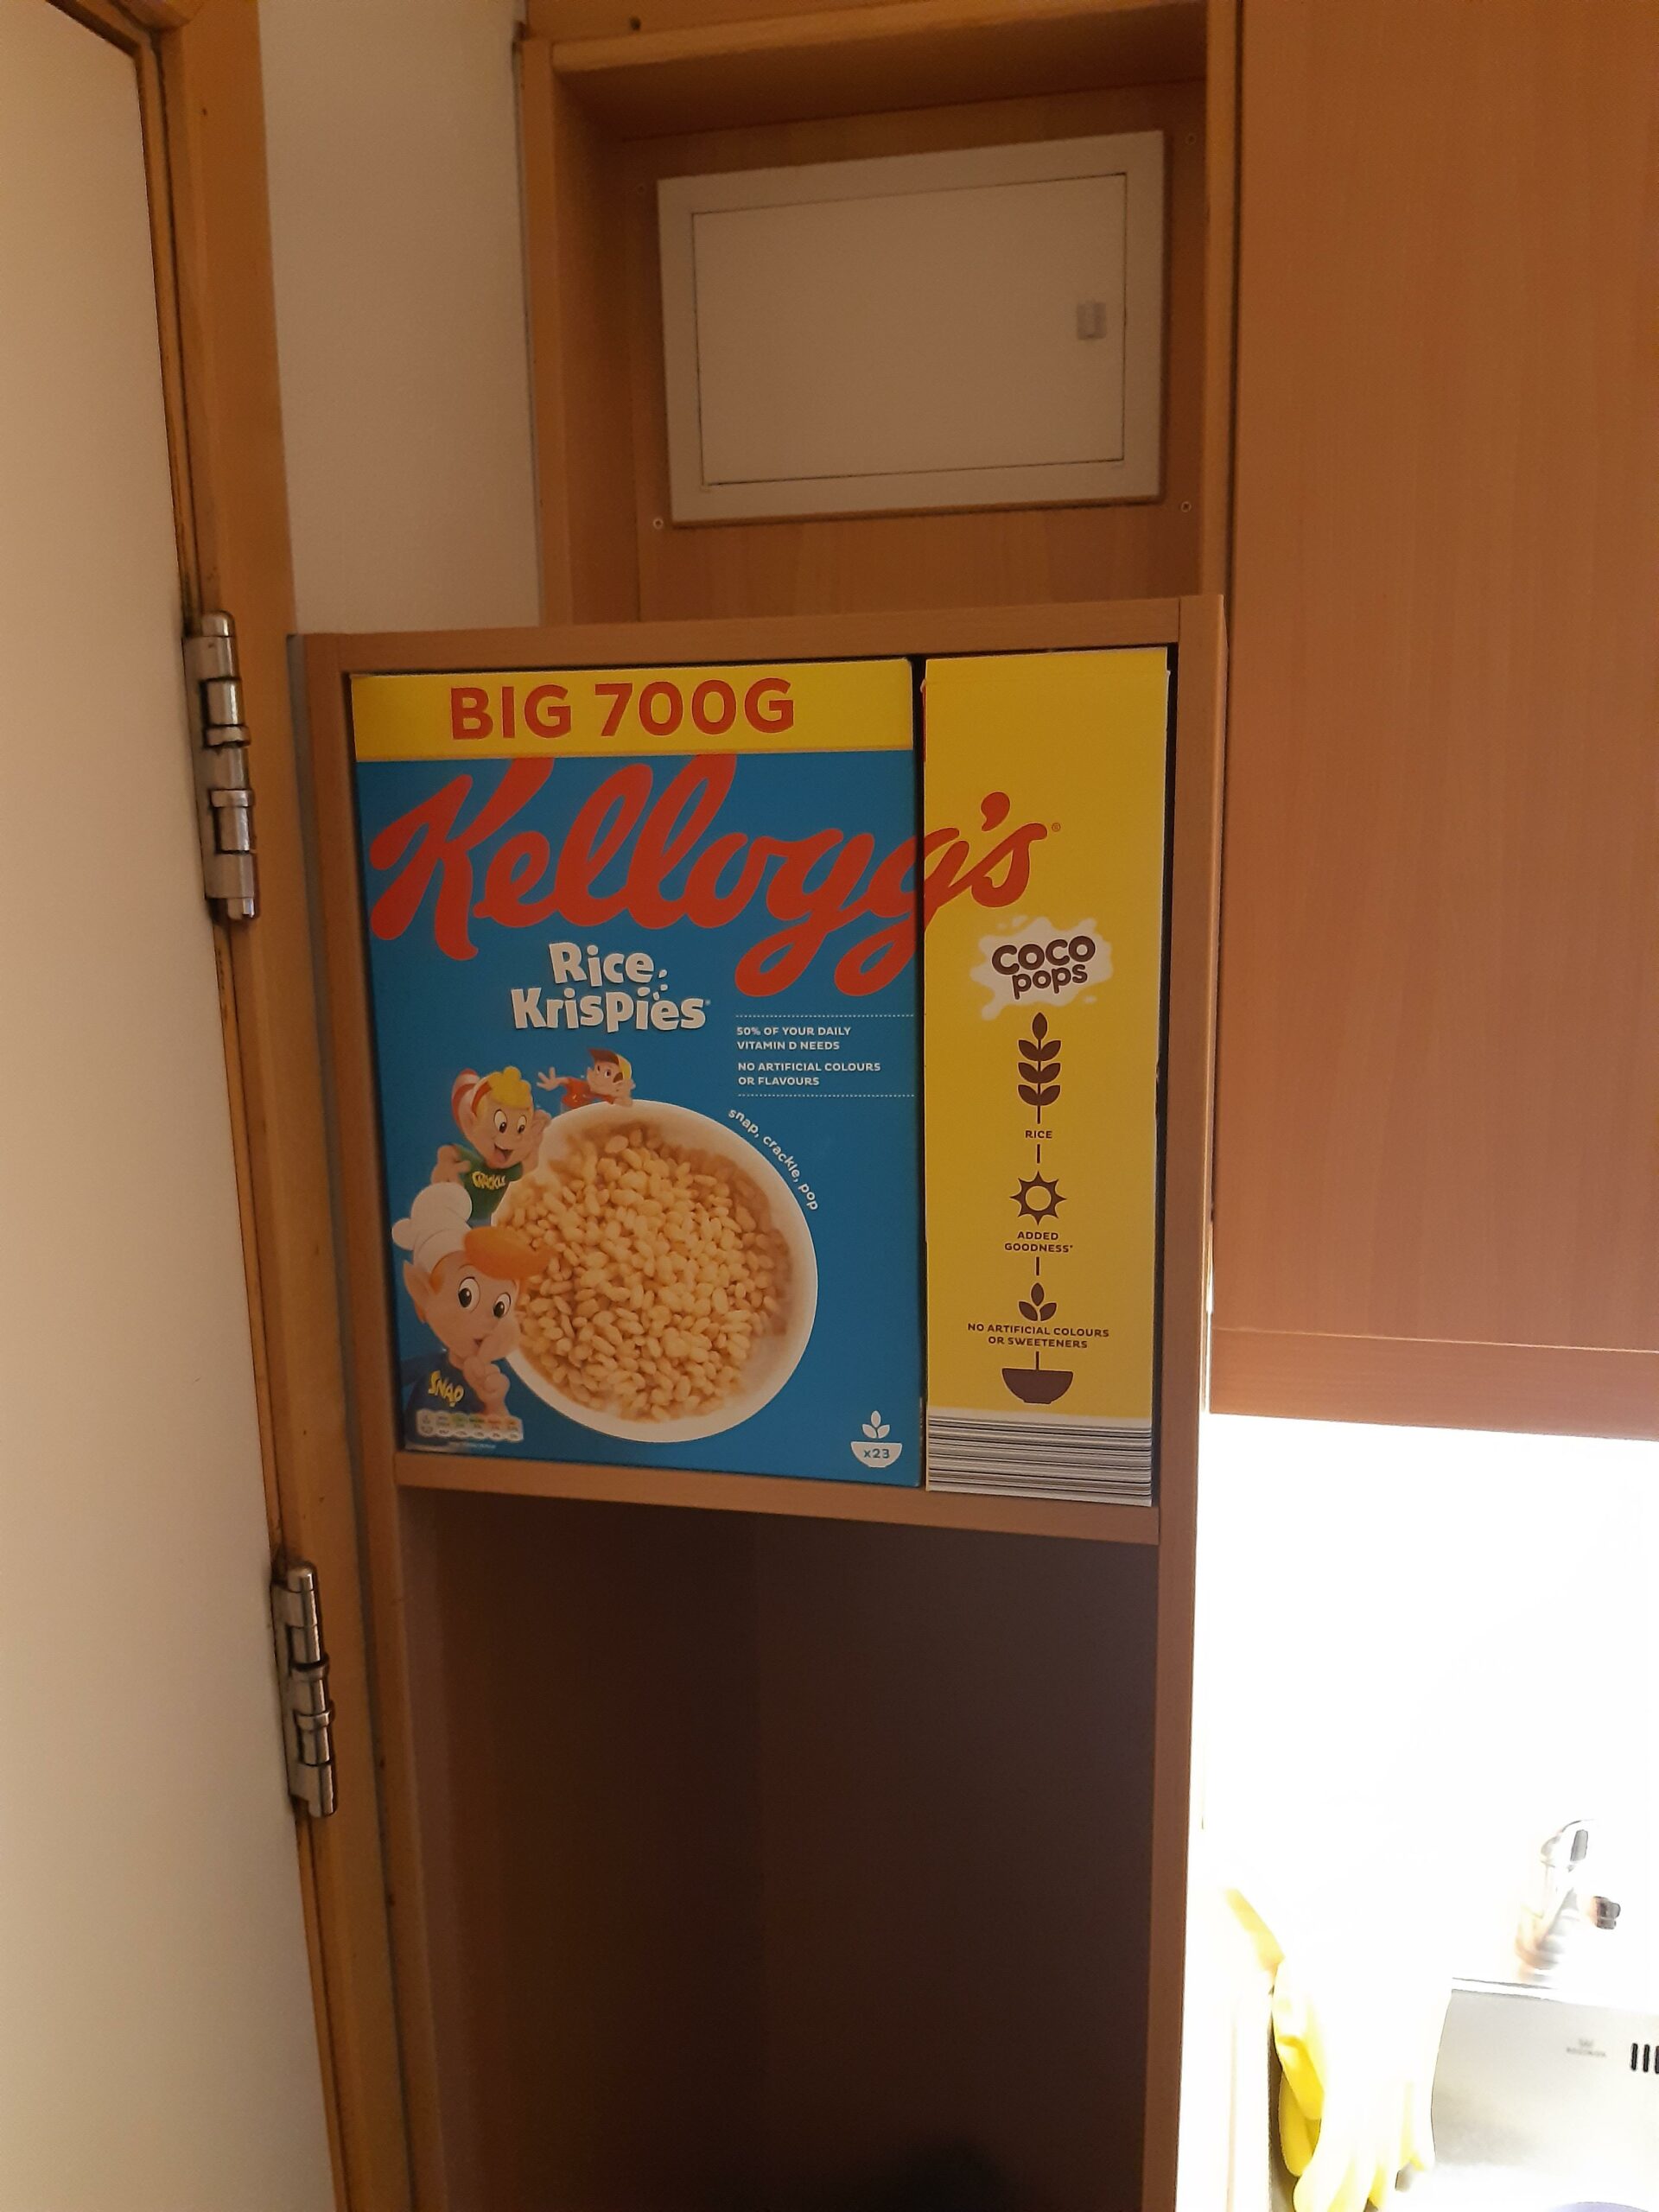 BIG 700G
Kellogg's®
Rice
Krispies
50% OF YOUR DAILY
VITAMIN D NEEDS
NO ARTIFICIAL COLOURS
OR FLAVOURS
snap, crackle, pop
CRACKLE
SNAP
x23
coco
pops
RICE
ADDED
GOODNESS*
NO ARTIFICIAL COLOURS
OR SWEETENERS